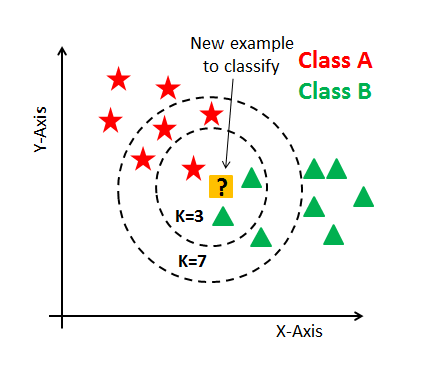 New example
to classify
Class A
Class B
Y-Axis
?
K=3
K=7
X-Axis